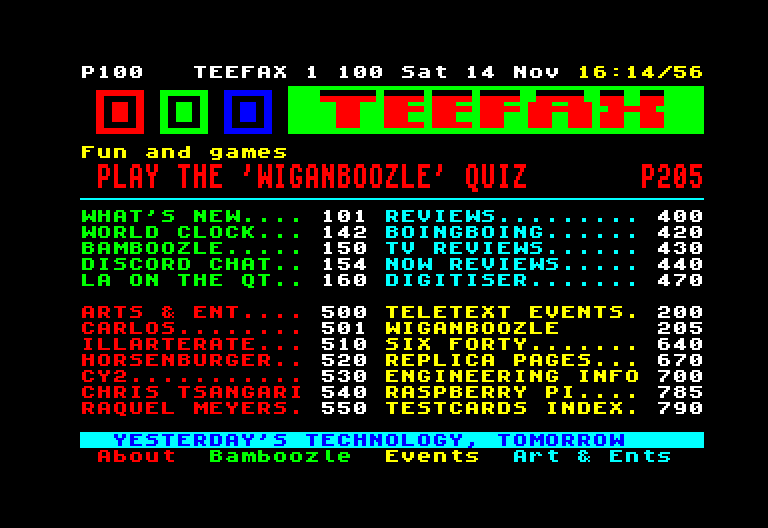 P100 TEEFAX 1 100 Sat 14 Nov 16:14/56
TEEFAX
Fun and games
PLAY THE 'WIGANBOOZLE' QUIZ P205
WHAT'S NEW.... 101 REVIEWS......... 400
WORLD CLOCK... 142 BOINGBOING...... 420
BAMBOOZLE..... 150 TV REVIEWS...... 430
DISCORD CHAT.. 154 NOW REVIEWS..... 440
LA ON THE QT.. 160 DIGITISER....... 470
ARTS & ENT.... 500 TELETEXT EVENTS. 200
CARLOS........ 501 WIGANBOOZLE 205
ILLARTERATE... 510 SIX FORTY....... 640
HORSENBURGER.. 520 REPLICA PAGES... 670
CY2........... 530 ENGINEERING INFO 700
CHRIS TSANGARI 540 RASPBERRY PI.... 785
RAQUEL MEYERS. 550 TESTCARDS INDEX. 790
YESTERDAY'S TECHNOLOGY, TOMORROW
About Bamboozle Events Art & Ents